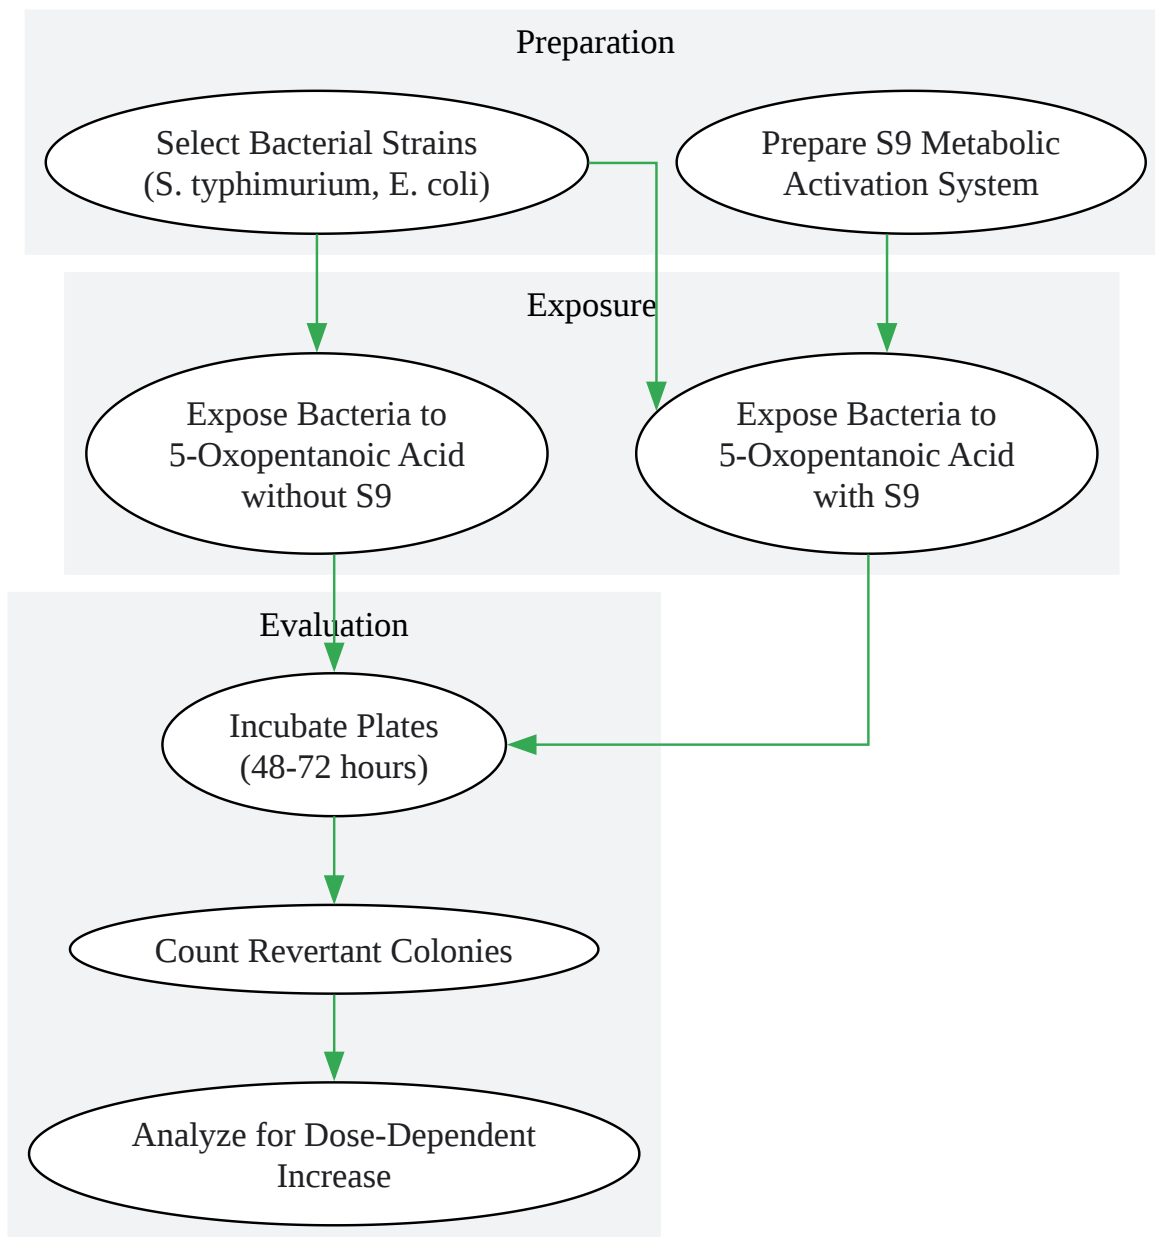 Preparation
Select Bacterial Strains
(S. typhimurium, E. coli)
Prepare S9 Metabolic
Activation System
Exposure
Expose Bacteria to
5-Oxopentanoic Acid
without S9
Expose Bacteria to
5-Oxopentanoic Acid
with S9
Evaluation
Incubate Plates
(48-72 hours)
Count Revertant Colonies
Analyze for Dose-Dependent
Increase